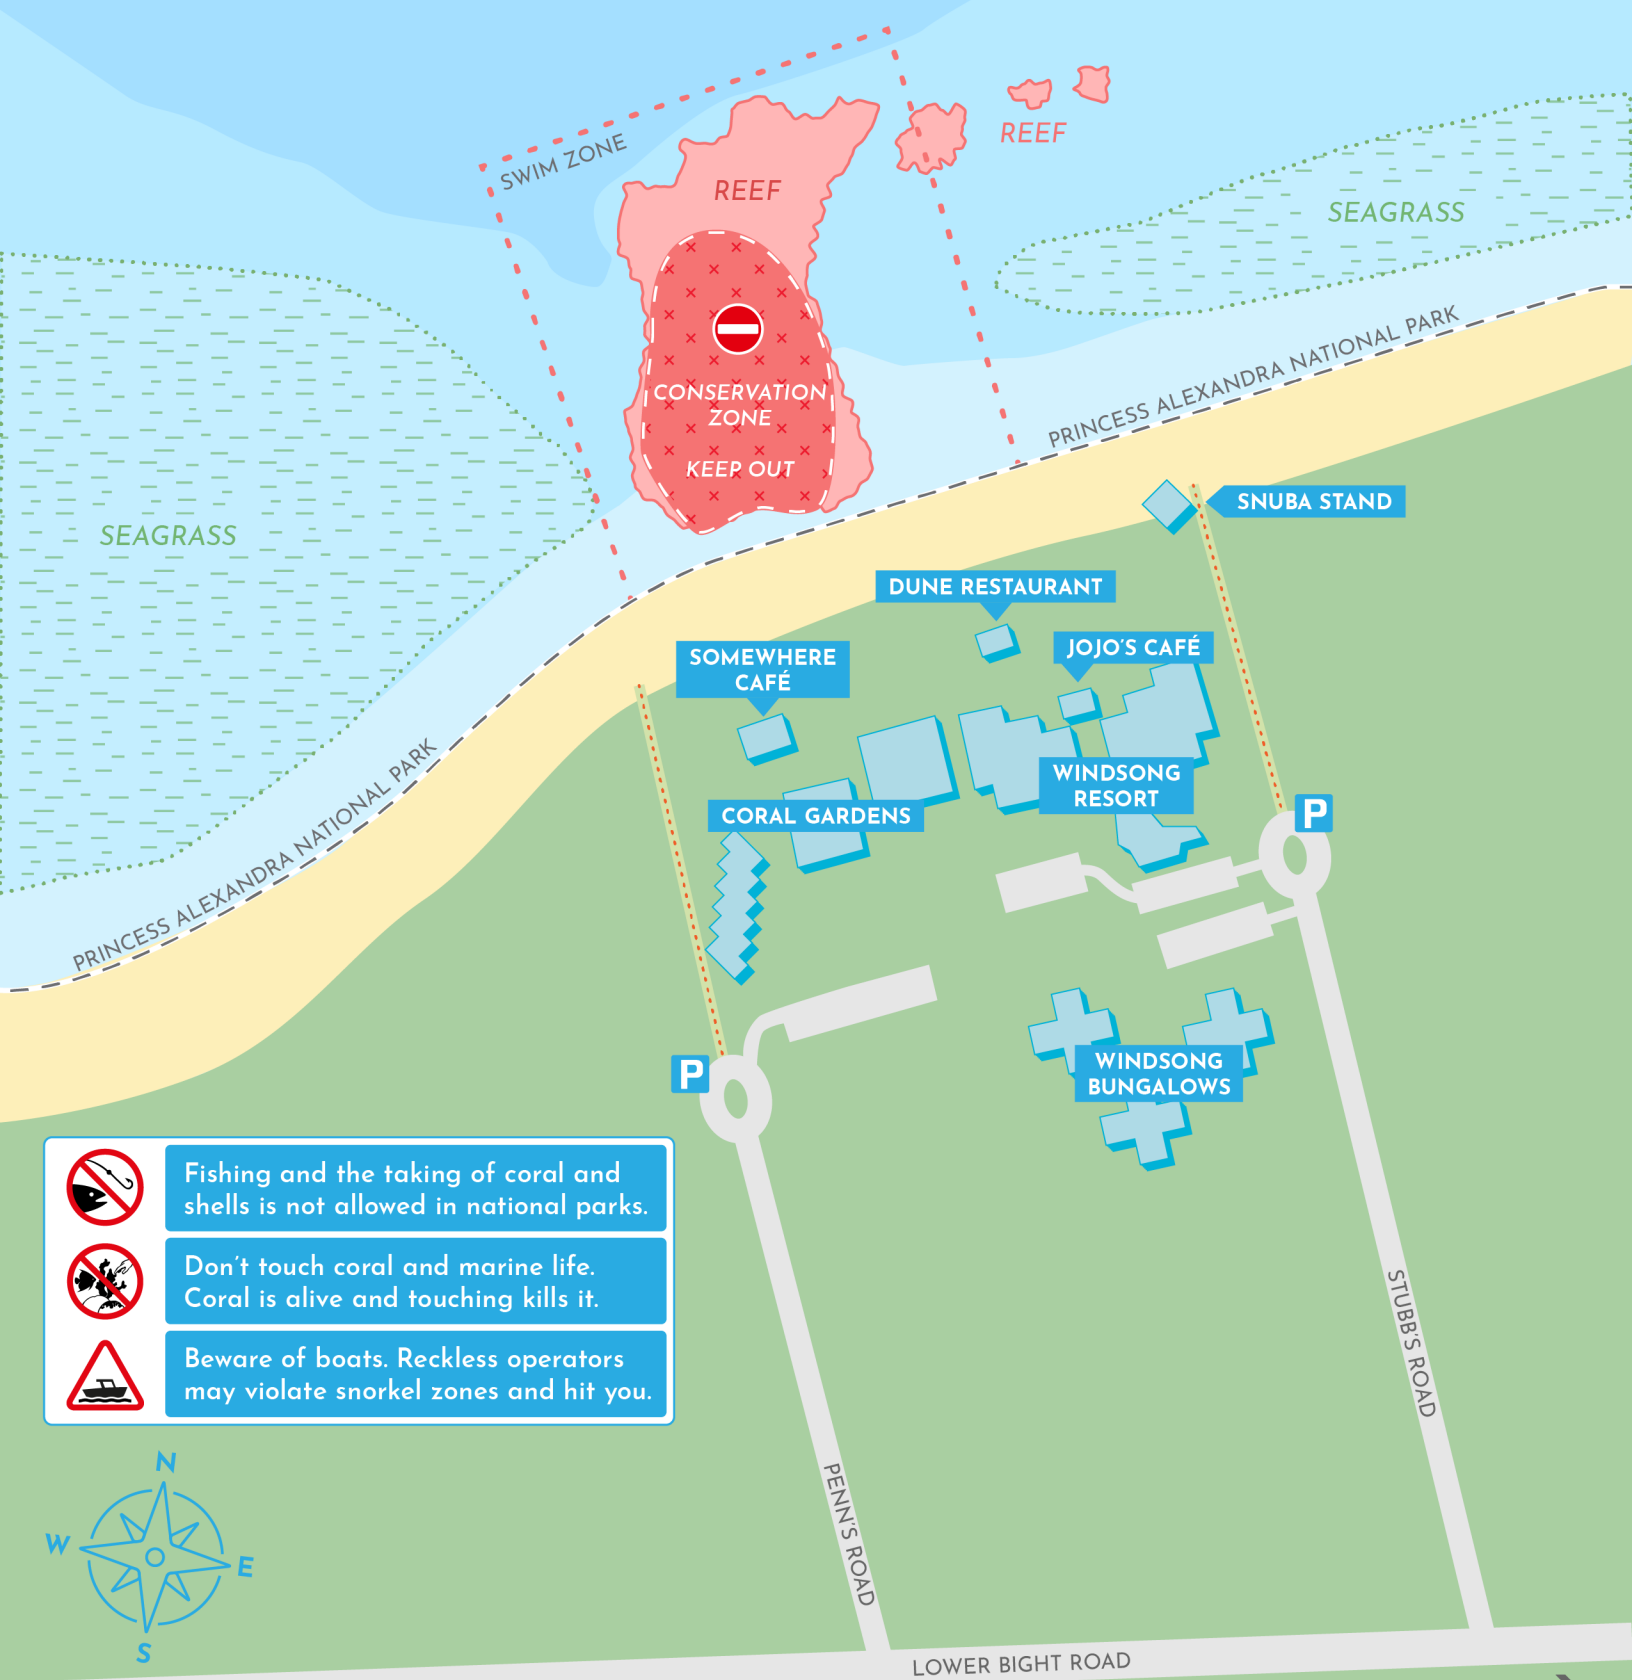 SWIM ZONE
REEF
REEF
SEAGRASS
CONSERVATION
ZONE
KEEP OUT
PRINCESS ALEXANDRA NATIONAL PARK
SEAGRASS
SNUBA STAND
DUNE RESTAURANT
JOJO'S CAFÉ
SOMEWHERE
CAFÉ
WINDSONG
RESORT
CORAL GARDENS
P
PRINCESS ALEXANDRA NATIONAL PARK
P
WINDSONG
BUNGALOWS
Fishing and the taking of coral and
shells is not allowed in national parks.
Don't touch coral and marine life.
Coral is alive and touching kills it.
Beware of boats. Reckless operators
may violate snorkel zones and hit you.
STUBB'S ROAD
PENN'S ROAD
N
W
E
S
LOWER BIGHT ROAD